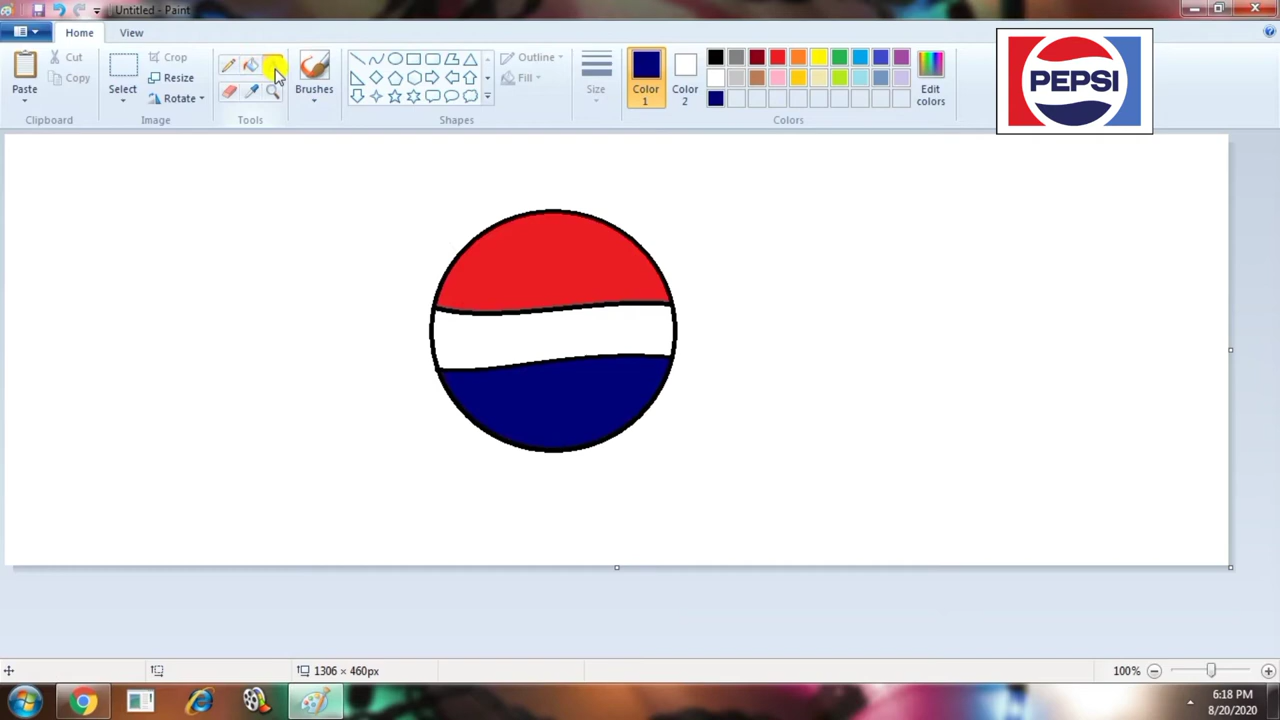 Untitled - Paint
Home
View
Paste
Cut
Copy
Clipboard
Select
Crop
Resize
Rotate
Image
Tools
Brushes
Outline
Fill
Shapes
Size
Color
1
Color
2
Edit
colors
Colors
PEPSI
1306 × 460px
100%
6:18 PM
8/20/2020